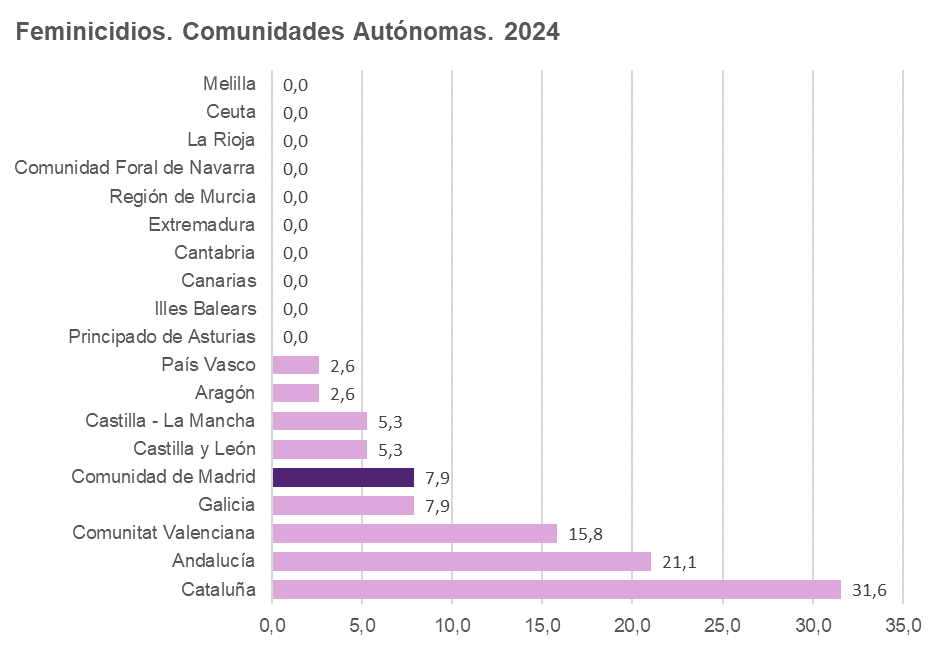 Feminicidios. Comunidades Autónomas. 2024
Melilla 0,0
Ceuta 0,0
La Rioja 0,0
Comunidad Foral de Navarra 0,0
Región de Murcia 0,0
Extremadura 0,0
Cantabria 0,0
Canarias 0,0
Illes Balears 0,0
Principado de Asturias 0,0
País Vasco 2,6
Aragón 2,6
Castilla - La Mancha 5,3
Castilla y León 5,3
Comunidad de Madrid 7,9
Galicia 7,9
Comunitat Valenciana 15,8
Andalucía 21,1
Cataluña 31,6
0,0 5,0 10,0 15,0 20,0 25,0 30,0 35,0